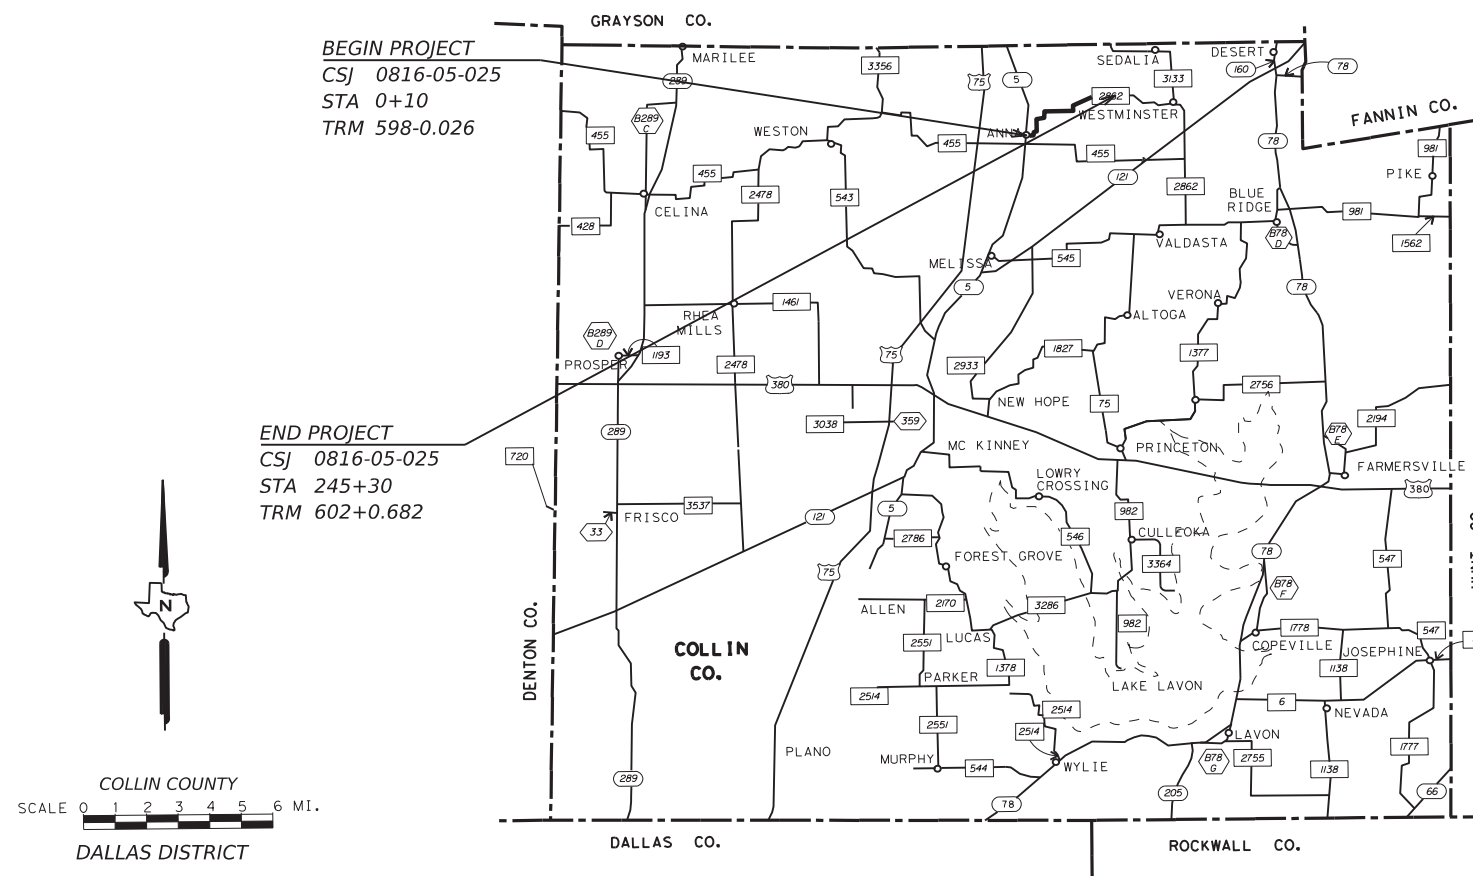 GRAYSON CO.
BEGIN PROJECT
CSJ 0816-05-025
STA 0+10
TRM 598-0.026
MARILEE
289
3356
75
5
SEDALIA
3133
DESERT
160
78
2862
WESTMINSTER
FANNIN CO.
B289
C
455
WESTON
ANNA
455
455
78
981
455
2478
543
121
2862
PIKE
CELINA
BLUE
RIDGE
981
428
B78
D
1562
VALDASTA
MELISSA
545
5
78
VERONA
1461
RHEA
MILLS
ALTOGA
B289
D
1193
PROSPER
2478
75
2933
1827
1377
380
2756
NEW HOPE
75
3038
359
2194
END PROJECT
CSJ 0816-05-025
STA 245+30
TRM 602+0.682
289
B78
E
720
MC KINNEY
PRINCETON
FARMERSVILLE
LOWRY
CROSSING
380
3537
FRISCO
121
5
982
33
2786
546
CULLEOKA
78
FOREST GROVE
3364
547
75
B78
F
N
ALLEN
2170
3286
982
DENTON CO.
COLLIN
CO.
2551
LUCAS
1778
547
COPEVILLE
JOSEPHINE
1378
1138
PARKER
LAKE LAVON
2514
2514
6
NEVADA
2551
2514
LAVON
PLANO
MURPHY
544
WYLIE
B78
G
2755
1138
1777
289
78
205
66
COLLIN COUNTY
SCALE 0 1 2 3 4 5 6 MI.
DALLAS DISTRICT
DALLAS CO.
ROCKWALL CO.